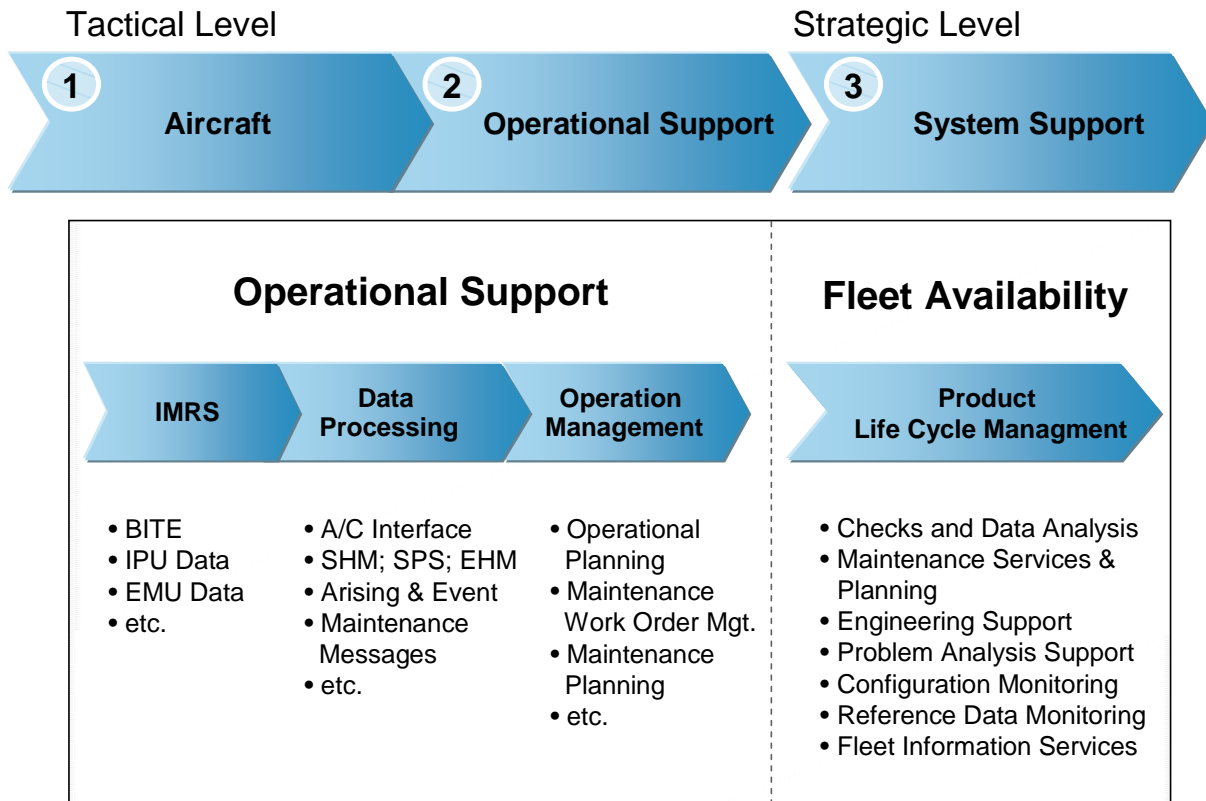 Tactical Level
Strategic Level
1
Aircraft
2
Operational Support
3
System Support
Operational Support
Fleet Availability
IMRS
Data
Processing
Operation
Management
Product
Life Cycle Managment
• BITE
• IPU Data
• EMU Data
• etc.
• A/C Interface
• SHM; SPS; EHM
• Arising & Event
• Maintenance
Messages
• etc.
• Operational
Planning
• Maintenance
Work Order Mgt.
• Maintenance
Planning
• etc.
• Checks and Data Analysis
• Maintenance Services &
Planning
• Engineering Support
• Problem Analysis Support
• Configuration Monitoring
• Reference Data Monitoring
• Fleet Information Services